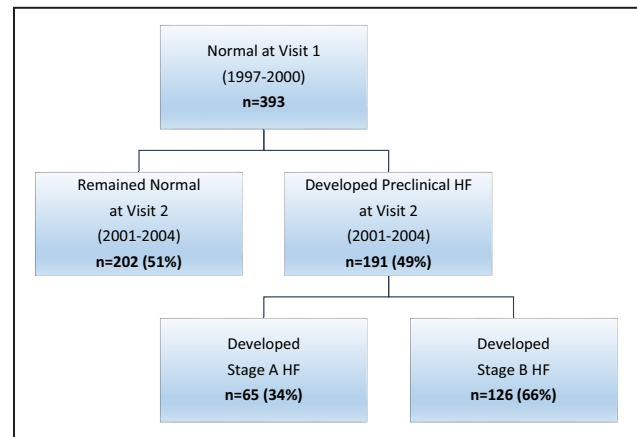 Normal at Visit 1
(1997-2000)
n=393
Remained Normal
at Visit 2
(2001-2004)
n=202 (51%)
Developed Preclinical HF
at Visit 2
(2001-2004)
n=191 (49%)
Developed
Stage A HF
n=65 (34%)
Developed
Stage B HF
n=126 (66%)